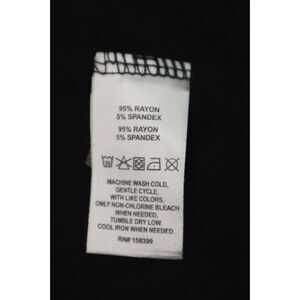 95% RAYON
5% SPANDEX
95% RAYON
5% SPANDEX
MACHINE WASH COLD,
GENTLE CYCLE,
WITH LIKE COLORS,
ONLY NON-CHLORINE BLEACH
WHEN NEEDED,
TUMBLE DRY LOW.
COOL IRON WHEN NEEDED.
RN# 158399